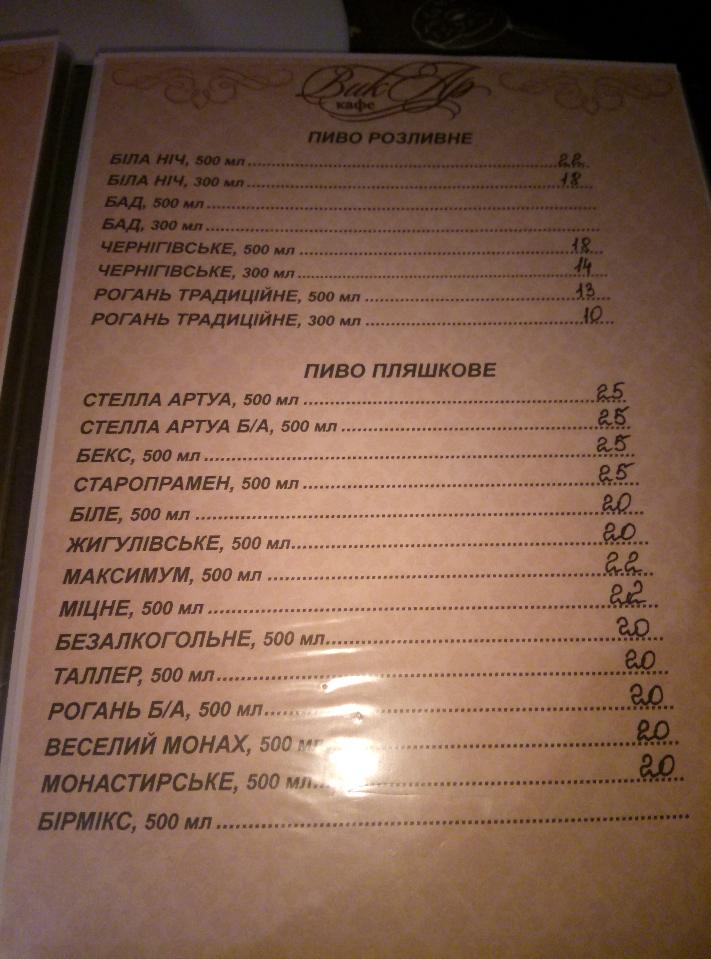 ВикАр
кафе
ПИВО РОЗЛИВНЕ
БІЛА НІЧ, 500 мл 22
БІЛА НІЧ, 300 мл 18
БАД, 500 мл
БАД, 300 мл
ЧЕРНІГІВСЬКЕ, 500 мл 18
ЧЕРНІГІВСЬКЕ, 300 мл 14
РОГАНЬ ТРАДИЦІЙНЕ, 500 мл 13
РОГАНЬ ТРАДИЦІЙНЕ, 300 мл 10
ПИВО ПЛЯШКОВЕ
СТЕЛЛА АРТУА, 500 мл 25
СТЕЛЛА АРТУА Б/А, 500 мл 25
БЕКС, 500 мл 25
СТАРОПРАМЕН, 500 мл 25
БІЛЕ, 500 мл 20
ЖИГУЛІВСЬКЕ, 500 мл 20
МАКСИМУМ, 500 мл 22
МІЦНЕ, 500 мл 22
БЕЗАЛКОГОЛЬНЕ, 500 мл 20
ТАЛЛЕР, 500 мл 20
РОГАНЬ Б/А, 500 мл 20
ВЕСЕЛИЙ МОНАХ, 500 мл 20
МОНАСТИРСЬКЕ, 500 мл 20
БІРМІКС, 500 мл